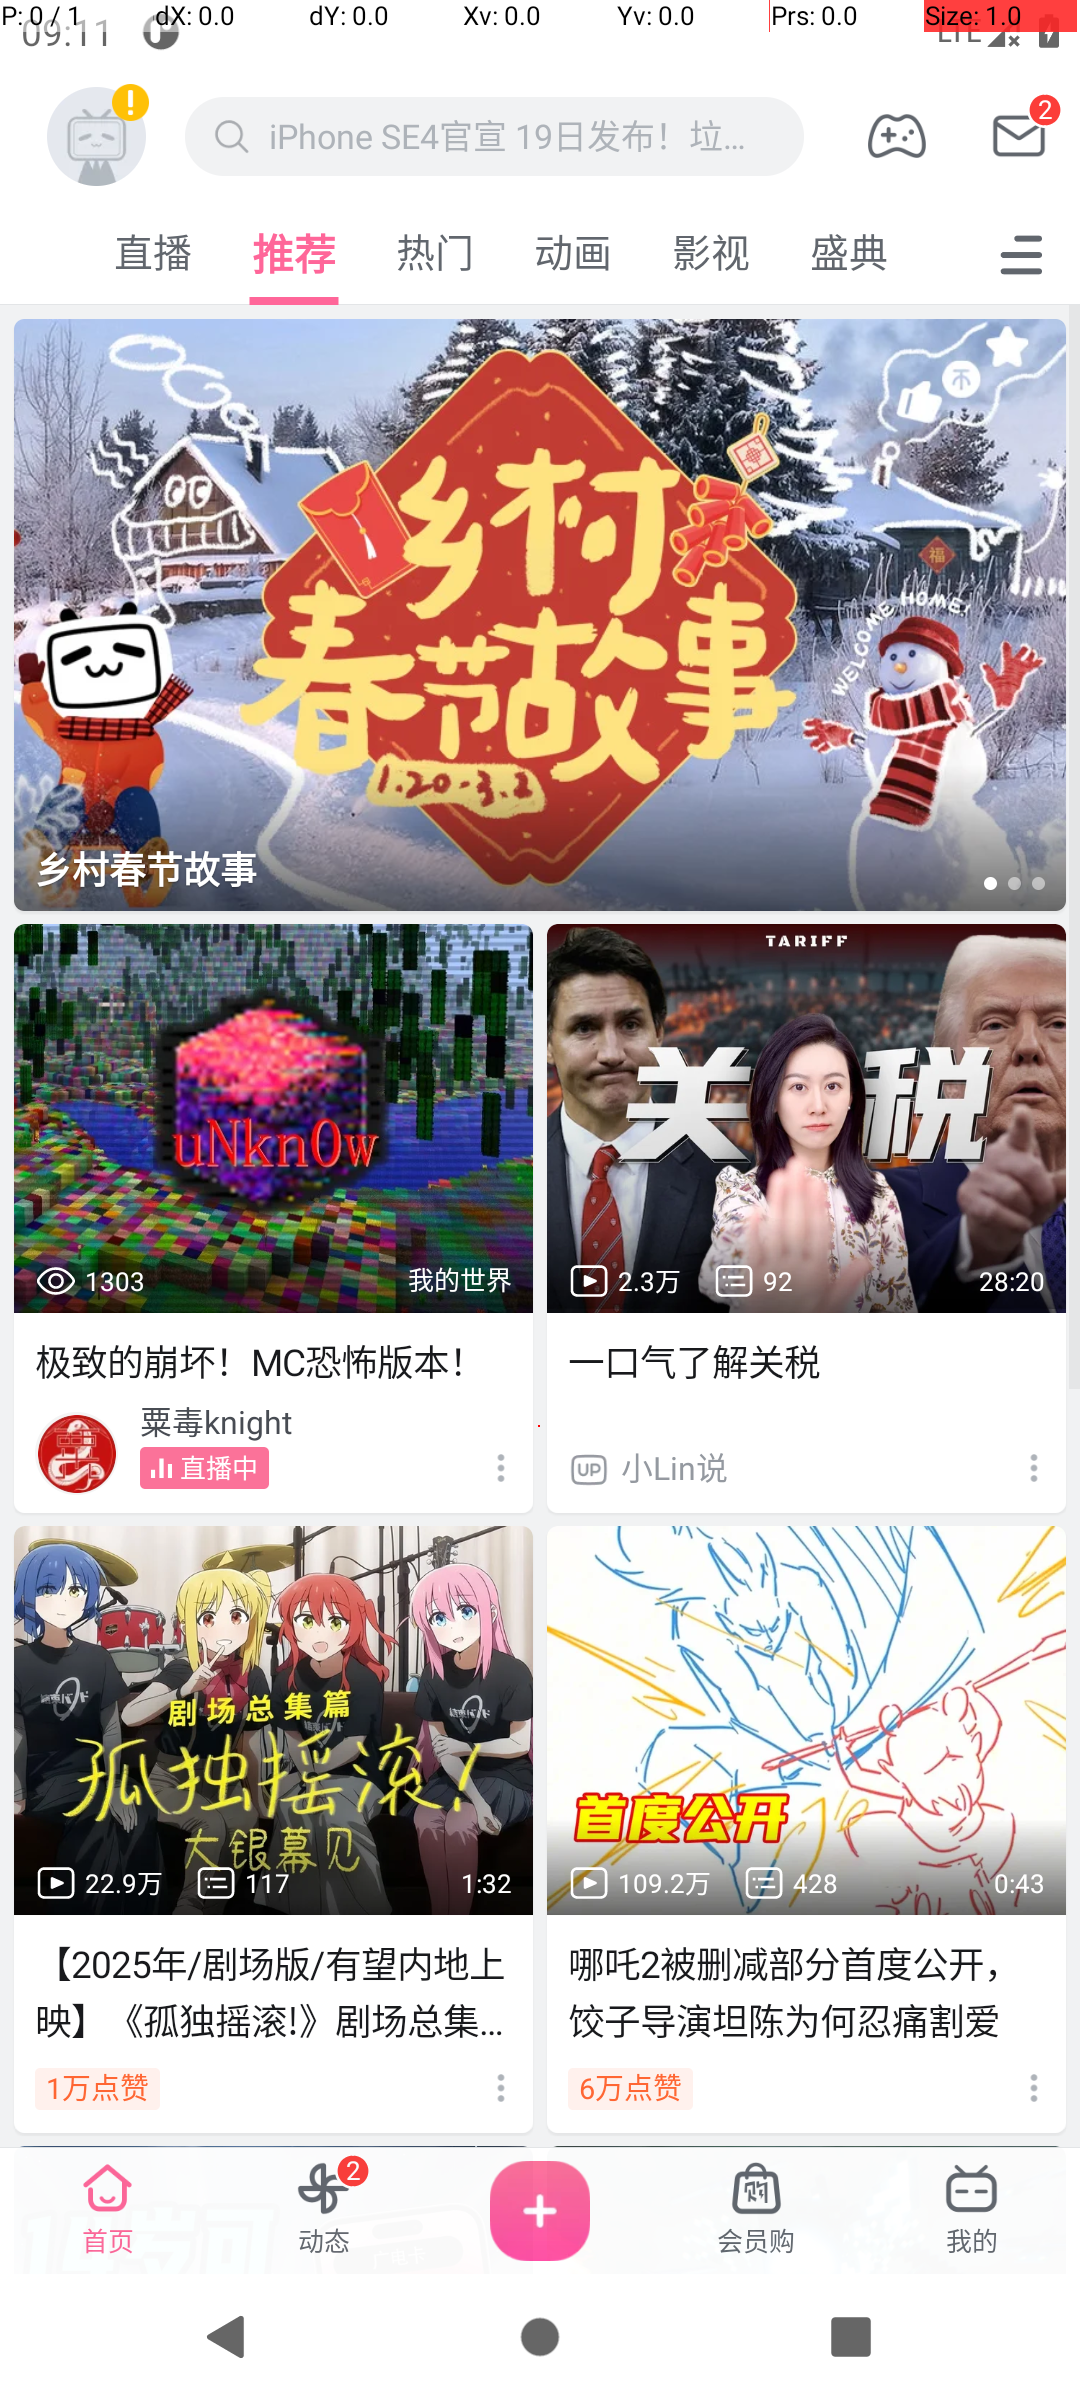 P: 0 / 1
dX: 0.0
dY: 0.0
Xv: 0.0
Yv: 0.0
Prs: 0.0
Size: 1.0
09:11
LTE
2
iPhone SE4官宣 19日发布！垃...
直播
推荐
热门
动画
影视
盛典
乡村
春节故事
1.20-3.2
福
WELCOME HOME!
乡村春节故事
uNkn0w
1303
我的世界
TARIFF
关税
2.3万
92
28:20
极致的崩坏！MC恐怖版本！
粟毒knight
直播中
一口气了解关税
UP 小Lin说
剧场总集篇
孤独摇滚！
大银幕见
22.9万
117
1:32
首度公开
109.2万
428
0:43
【2025年/剧场版/有望内地上
映】《孤独摇滚!》剧场总集...
1万点赞
哪吒2被删减部分首度公开，
饺子导演坦陈为何忍痛割爱
6万点赞
首页
动态
2
购
会员购
我的